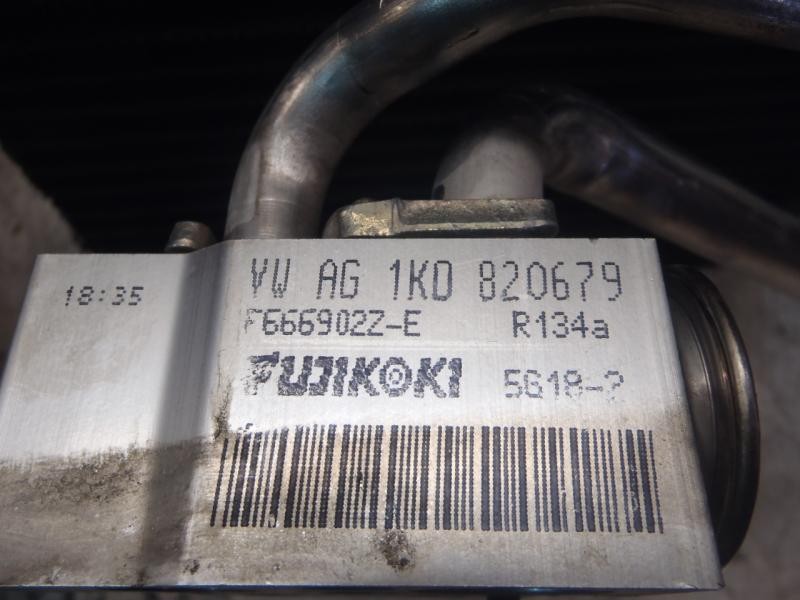 VW AG 1K0 820679
18:35
F666902Z-E R134a
FUJIKOKI 5G18-2